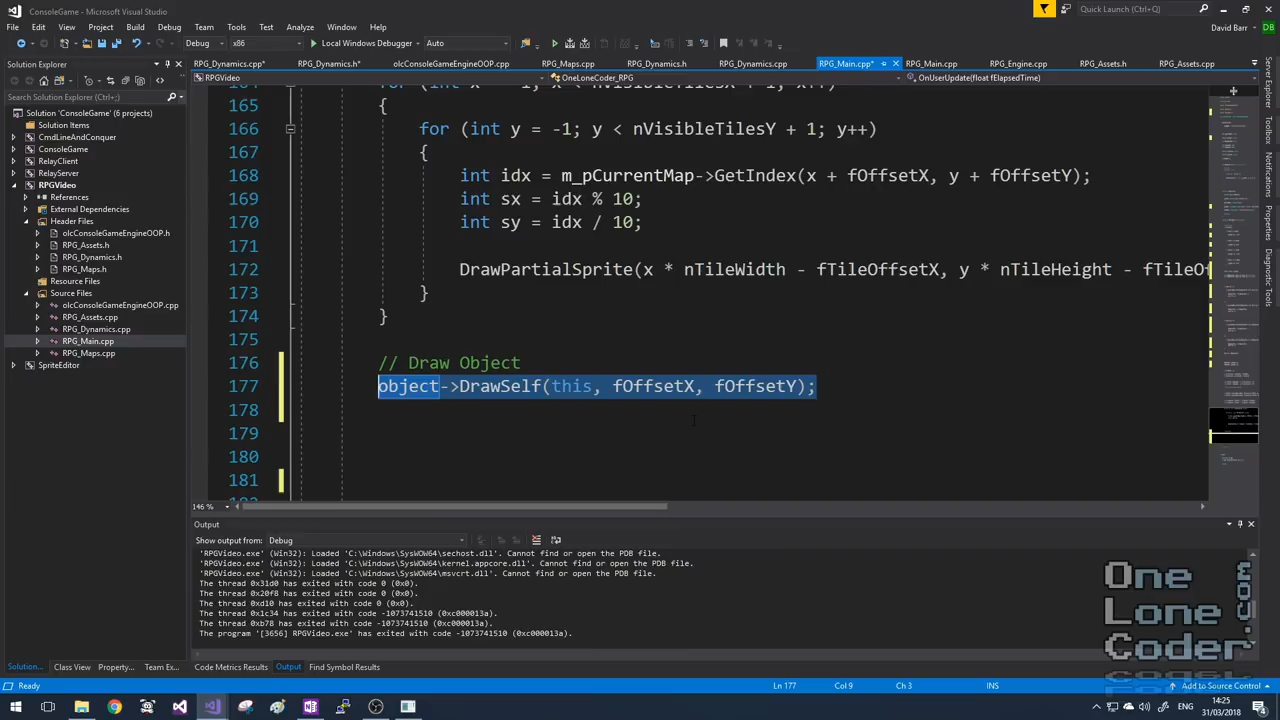 ConsoleGame - Microsoft Visual Studio
Quick Launch (Ctrl+Q)
File Edit View Project Build Debug Team Tools Test Analyze Window Help
David Barr DB
Debug x86 Local Windows Debugger Auto
Solution Explorer
Search Solution Explorer (Ctrl+;)
Solution 'ConsoleGame' (6 projects)
Solution Items
CmdLineAndConquer
ConsoleGame
RelayClient
RelayServer
RPGVideo
References
External Dependencies
Header Files
olcConsoleGameEngineOOP.h
RPG_Assets.h
RPG_Dynamics.h
RPG_Maps.h
Resource Files
Source Files
olcConsoleGameEngineOOP.cpp
RPG_Assets.cpp
RPG_Dynamics.cpp
RPG_Main.cpp
RPG_Maps.cpp
SpriteEditor
Solution... Class View Property... Team Ex...
RPG_Dynamics.cpp* RPG_Dynamics.h* olcConsoleGameEngineOOP.cpp RPG_Maps.cpp RPG_Dynamics.h RPG_Dynamics.cpp RPG_Main.cpp* RPG_Main.cpp RPG_Engine.cpp RPG_Assets.h RPG_Assets.cpp
RPGVideo OneLoneCoder_RPG OnUserUpdate(float fElapsedTime)
165 {
166 for (int y = -1; y < nVisibleTilesY + 1; y++)
167 {
168 int idx = m_pCurrentMap->GetIndex(x + fOffsetX, y + fOffsetY);
169 int sx = idx % 10;
170 int sy = idx / 10;
171
172 DrawPartialSprite(x * nTileWidth - fTileOffsetX, y * nTileHeight - fTileOf
173 }
174 }
175
176 // Draw Object
177 object->DrawSelf(this, fOffsetX, fOffsetY);
178
179
180
181
146 %
Output
Show output from: Debug
'RPGVideo.exe' (Win32): Loaded 'C:\Windows\SysWOW64\sechost.dll'. Cannot find or open the PDB file.
'RPGVideo.exe' (Win32): Loaded 'C:\Windows\SysWOW64\kernel.appcore.dll'. Cannot find or open the PDB file.
'RPGVideo.exe' (Win32): Loaded 'C:\Windows\SysWOW64\msvcrt.dll'. Cannot find or open the PDB file.
The thread 0x31d0 has exited with code 0 (0x0).
The thread 0x20f8 has exited with code 0 (0x0).
The thread 0xd10 has exited with code 0 (0x0).
The thread 0x1c34 has exited with code -1073741510 (0xc000013a).
The thread 0xb78 has exited with code -1073741510 (0xc000013a).
The program '[3656] RPGVideo.exe' has exited with code -1073741510 (0xc000013a).
Code Metrics Results Output Find Symbol Results
Server Explorer
Toolbox
Notifications
Diagnostic Tools
One
Lone
Coder
.com
Ready Ln 177 Col 9 Ch 3 INS Add to Source Control
ENG 14:25
31/03/2018